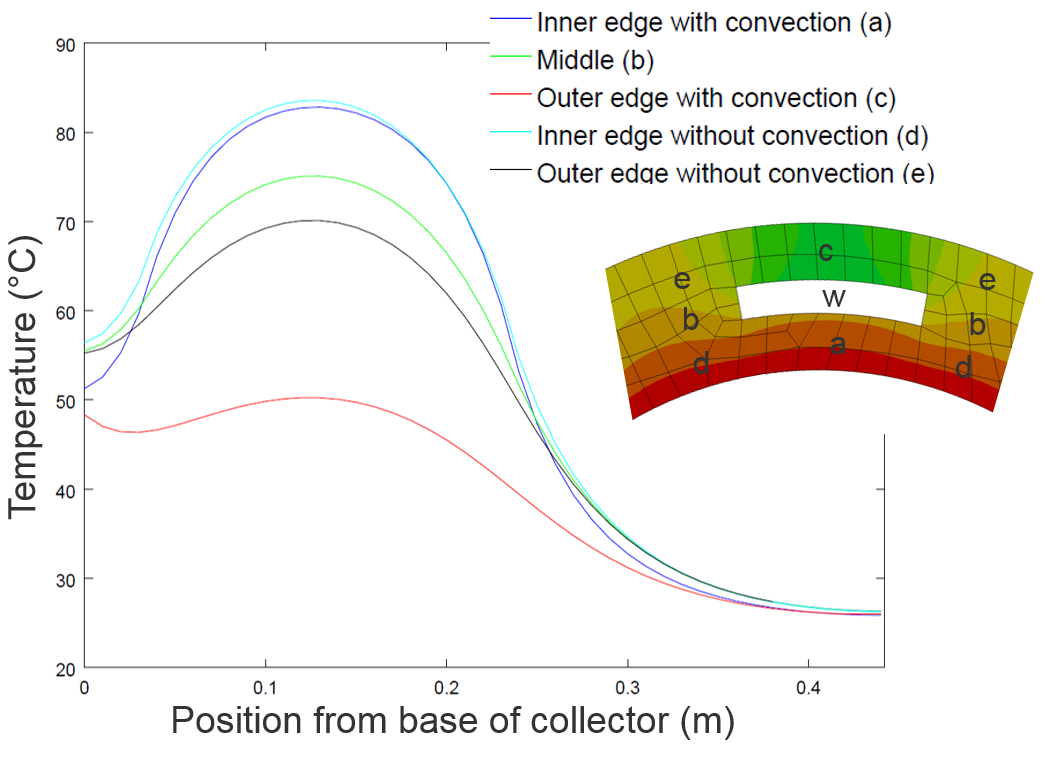 Inner edge with convection (a)
Middle (b)
Outer edge with convection (c)
Inner edge without convection (d)
Outer edge without convection (e)
90
80
70
60
50
40
30
20
Temperature (°C)
0
0.1
0.2
0.3
0.4
Position from base of collector (m)
c
e
e
w
b
b
a
d
d